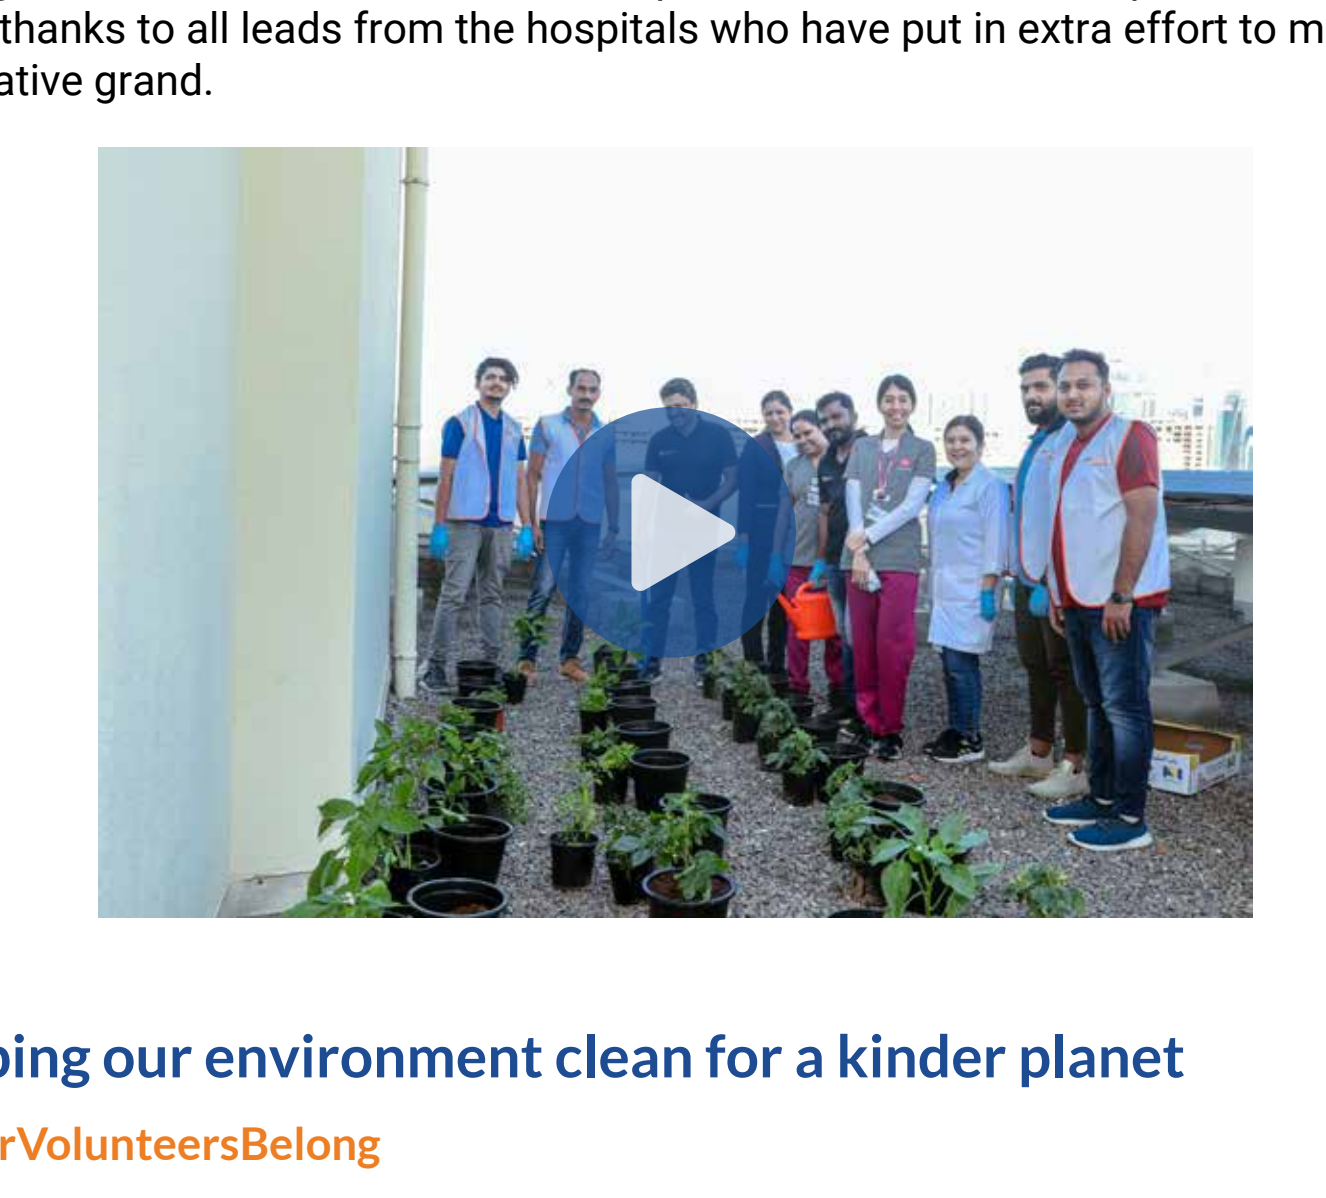 thanks to all leads from the hospitals who have put in extra effort to m
ative grand.
ping our environment clean for a kinder planet
rVolunteersBelong